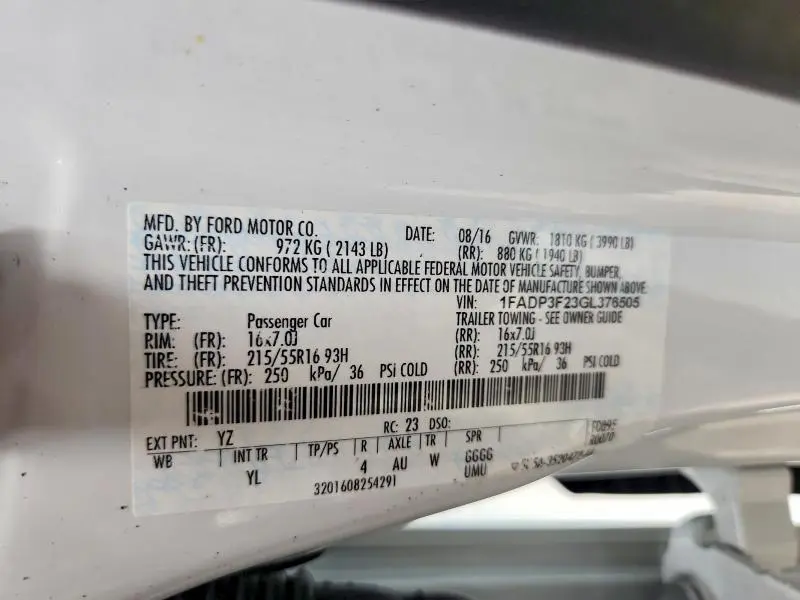 MFD. BY FORD MOTOR CO.
DATE: 08/16 GVWR: 1810 KG ( 3990 LB)
GAWR: (FR): 972 KG ( 2143 LB) (RR): 880 KG ( 1940 LB)
THIS VEHICLE CONFORMS TO ALL APPLICABLE FEDERAL MOTOR VEHICLE SAFETY, BUMPER,
AND THEFT PREVENTION STANDARDS IN EFFECT ON THE DATE OF MANUFACTURE SHOWN ABOVE.
VIN: 1FADP3F23GL376505
TYPE: Passenger Car TRAILER TOWING - SEE OWNER GUIDE
RIM: (FR): 16x7.0J (RR): 16x7.0J
TIRE: (FR): 215/55R16 93H (RR): 215/55R16 93H
PRESSURE: (FR): 250 kPa/ 36 PSI COLD (RR): 250 kPa/ 36 PSI COLD
EXT PNT: YZ RC: 23 DSO: F0895
R0070
WB INT TR TP/PS R AXLE TR SPR
YL 4 AU W GGGG
UMU
3201608254291